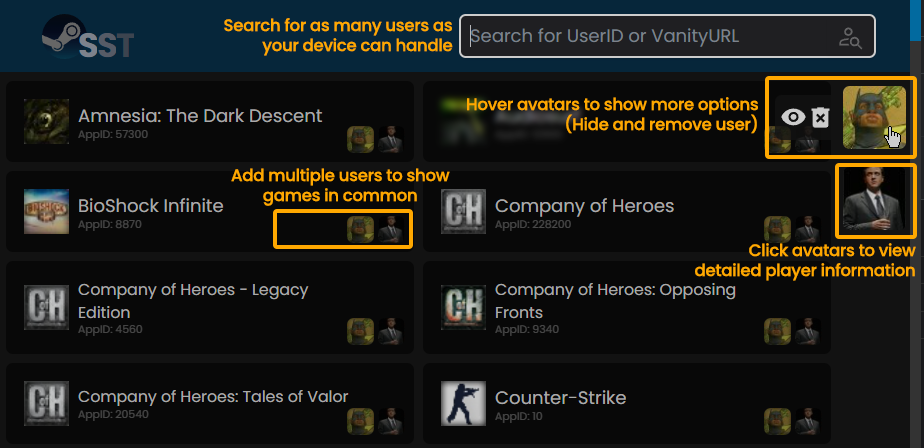 SST
Search for as many users as
your device can handle
Search for UserID or VanityURL
Amnesia: The Dark Descent
AppID: 57300
Hover avatars to show more options
(Hide and remove user)
Add multiple users to show
games in common
BioShock Infinite
AppID: 8870
Company of Heroes
AppID: 228200
Click avatars to view
detailed player information
Company of Heroes - Legacy
Edition
AppID: 4560
Company of Heroes: Opposing
Fronts
AppID: 9340
Company of Heroes: Tales of Valor
AppID: 20540
Counter-Strike
AppID: 10